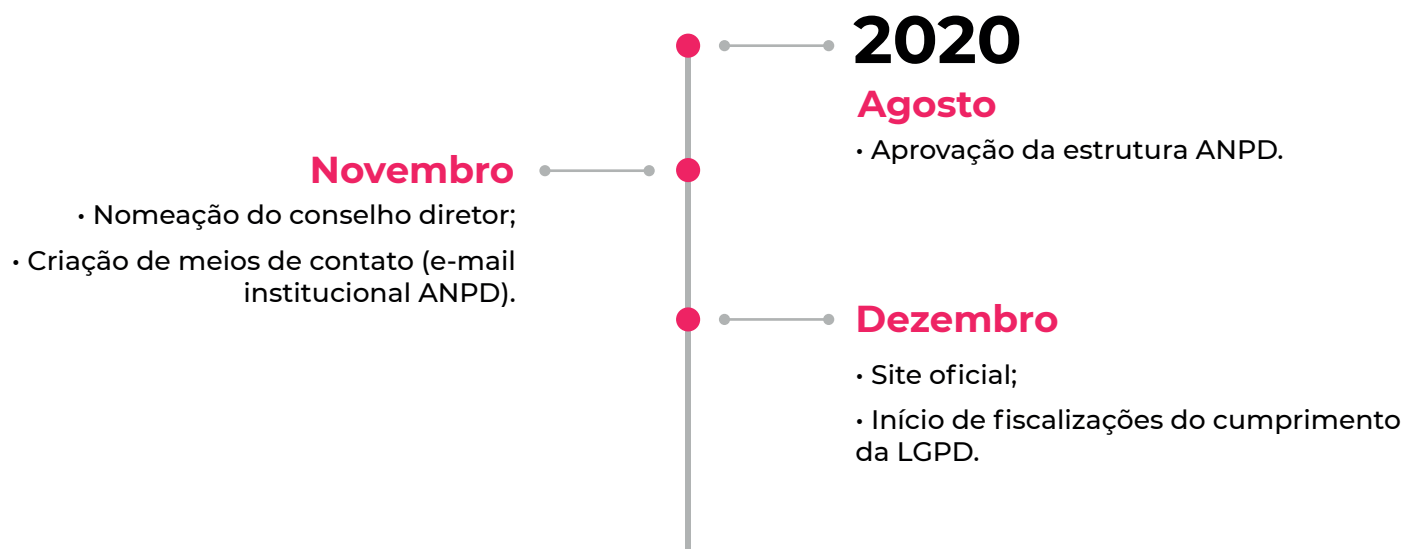 2020
Agosto
• Aprovação da estrutura ANPD.
Novembro
• Nomeação do conselho diretor;
• Criação de meios de contato (e-mail
institucional ANPD).
Dezembro
• Site oficial;
• Início de fiscalizações do cumprimento
da LGPD.